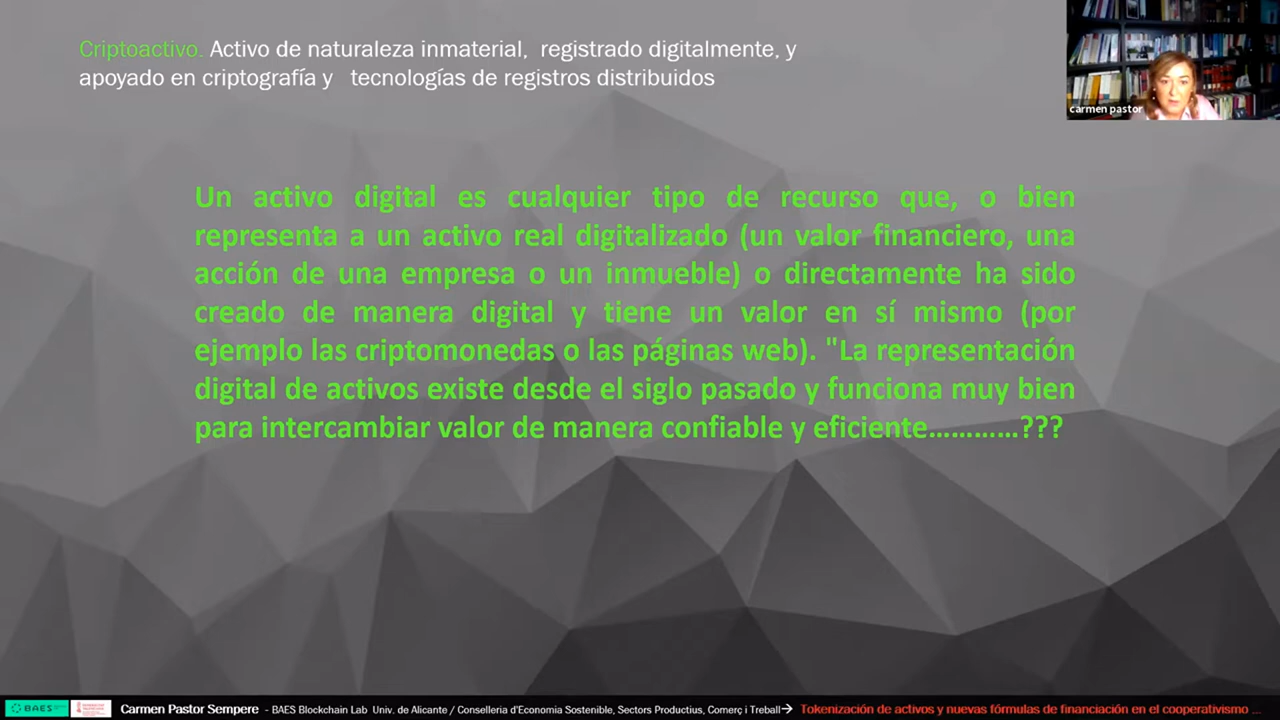 Criptoactivo. Activo de naturaleza inmaterial, registrado digitalmente, y
apoyado en criptografía y tecnologías de registros distribuidos
carmen pastor
Un activo digital es cualquier tipo de recurso que, o bien
representa a un activo real digitalizado (un valor financiero, una
acción de una empresa o un inmueble) o directamente ha sido
creado de manera digital y tiene un valor en sí mismo (por
ejemplo las criptomonedas o las páginas web). "La representación
digital de activos existe desde el siglo pasado y funciona muy bien
para intercambiar valor de manera confiable y eficiente…………???
BAES
Carmen Pastor Sempere - BAES Blockchain Lab Univ. de Alicante / Conselleria d'Economia Sostenible, Sectors Productius, Comerç i Treball→ Tokenización de activos y nuevas fórmulas de financiación en el cooperativismo ...